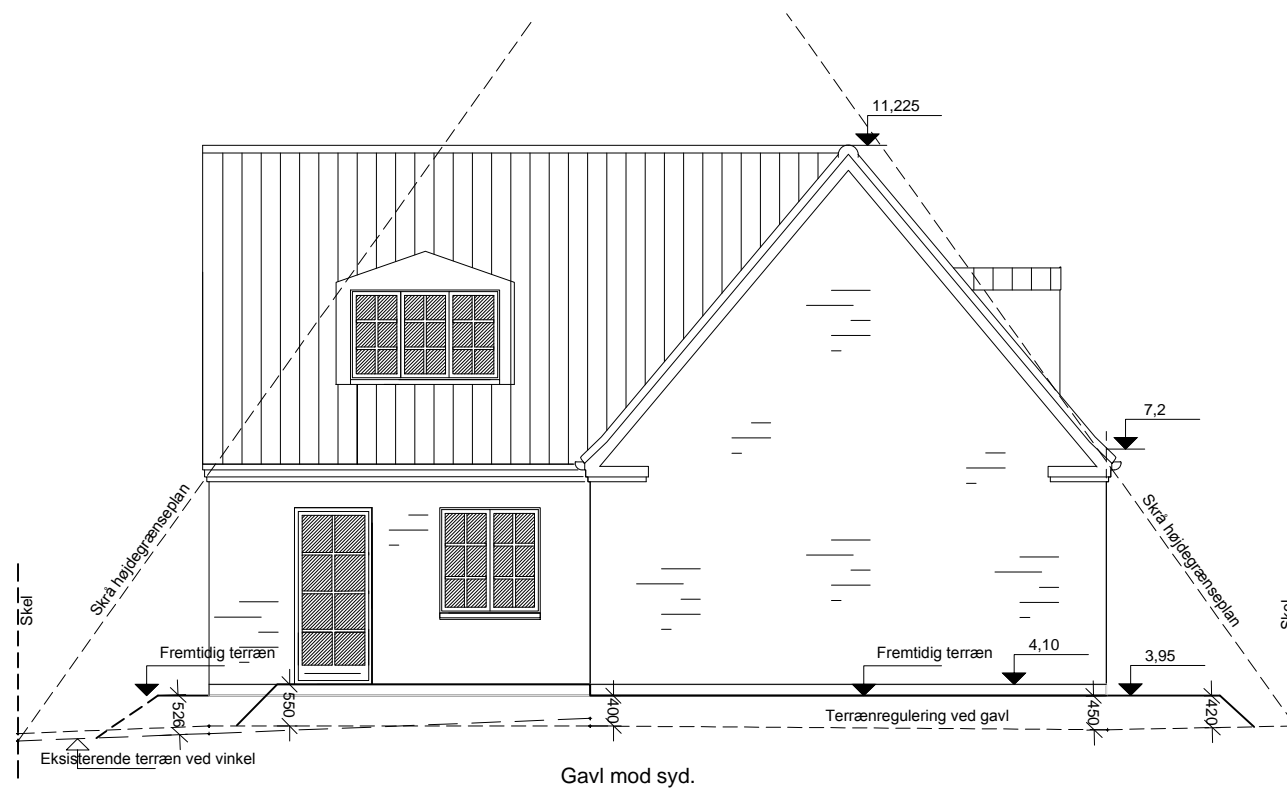 11,225
7,2
Skrå højdegrænseplan
Skrå højdegrænseplan
Skel
Skel
Fremtidig terræn
Fremtidig terræn
4,10
3,95
526
550
400
450
420
Terrænregulering ved gavl
Eksisterende terræn ved vinkel
Gavl mod syd.